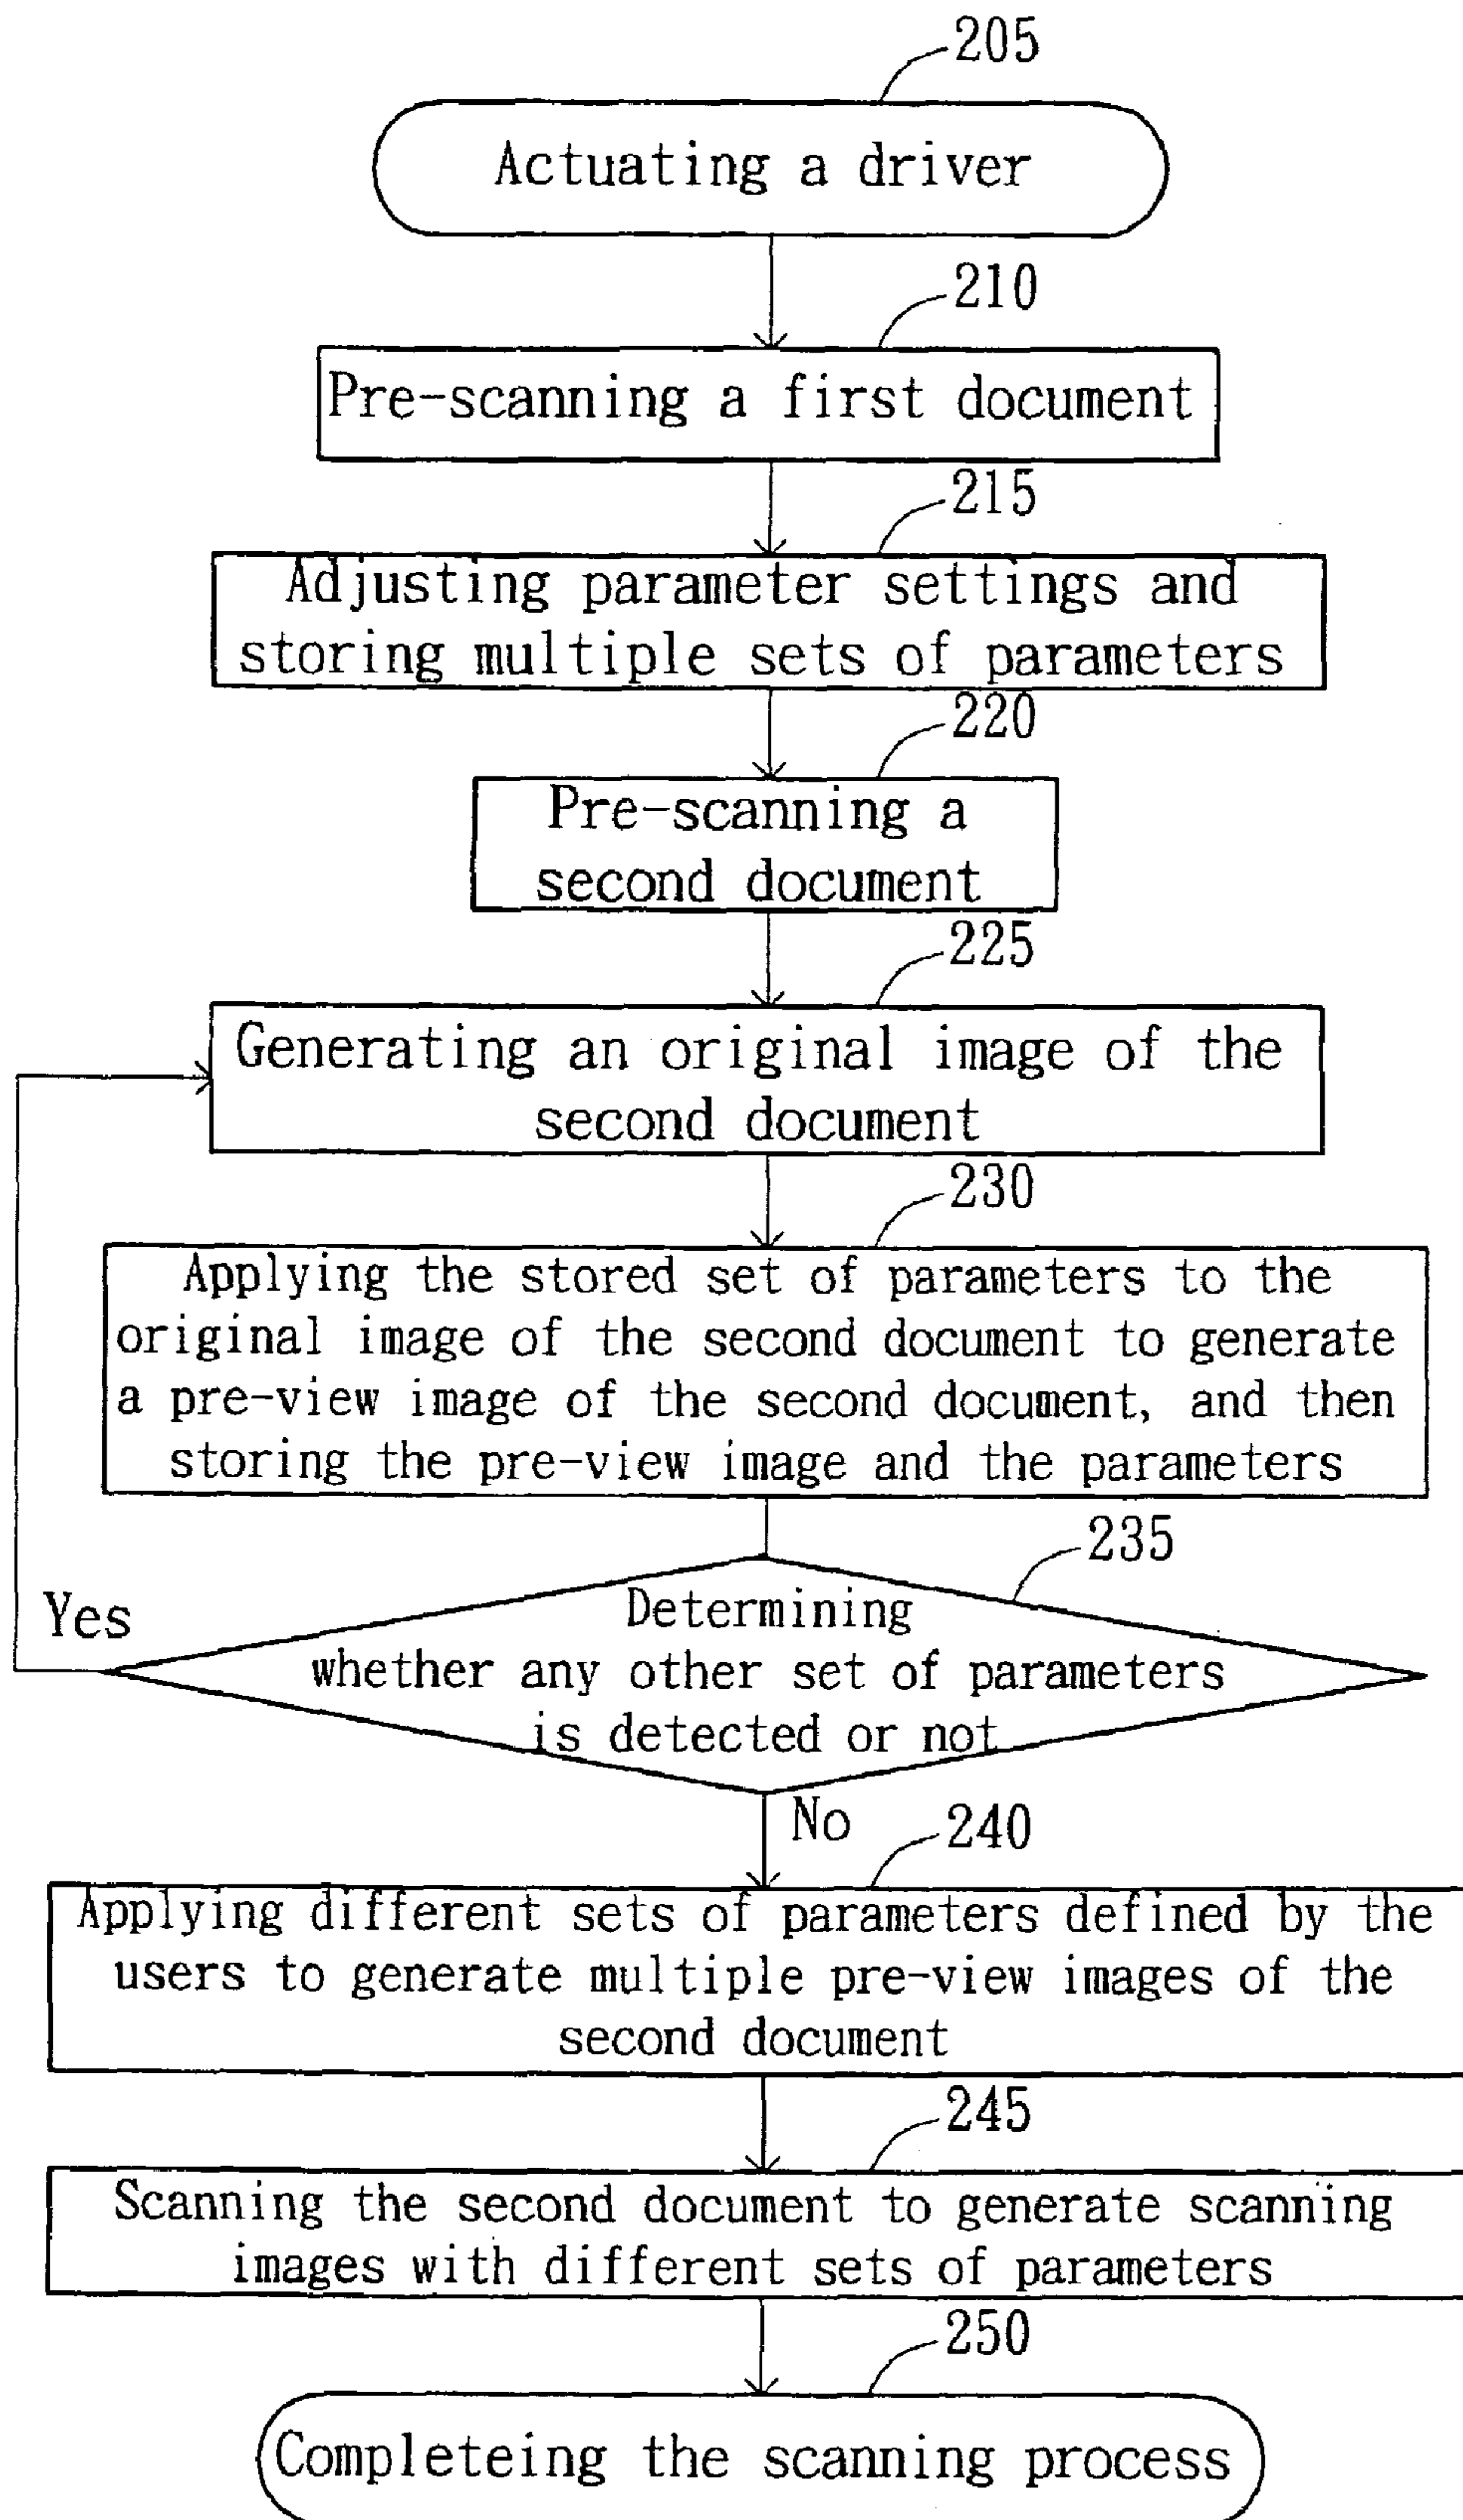 205
Actuating a driver
210
Pre-scanning a first document
215
Adjusting parameter settings and
storing multiple sets of parameters
220
Pre-scanning a
second document
225
Generating an original image of the
second document
230
Applying the stored set of parameters to the
original image of the second document to generate
a pre-view image of the second document, and then
storing the pre-view image and the parameters
235
Yes
Determining
whether any other set of parameters
is detected or not
No
240
Applying different sets of parameters defined by the
users to generate multiple pre-view images of the
second document
245
Scanning the second document to generate scanning
images with different sets of parameters
250
Completeing the scanning process